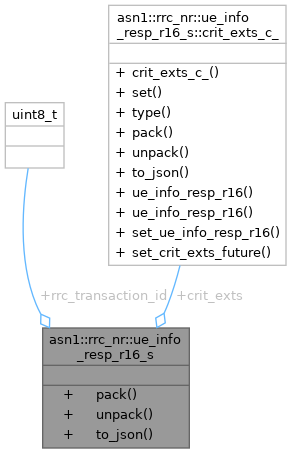 asn1::rrc_nr::ue_info
_resp_r16_s::crit_exts_c_
+ crit_exts_c_()
+ set()
+ type()
+ pack()
+ unpack()
+ to_json()
+ ue_info_resp_r16()
+ ue_info_resp_r16()
+ set_ue_info_resp_r16()
+ set_crit_exts_future()
uint8_t
+rrc_transaction_id
+crit_exts
asn1::rrc_nr::ue_info
_resp_r16_s
+ pack()
+ unpack()
+ to_json()